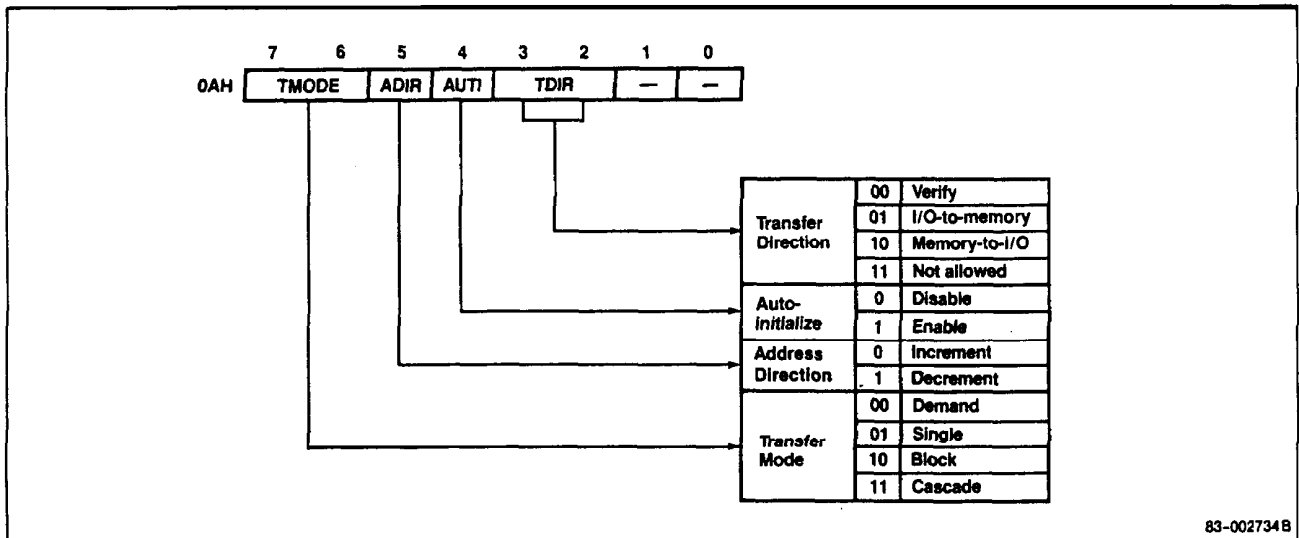 7 6 5 4 3 2 1 0
0AH TMODE ADIR AUTI TDIR — —
Transfer Direction
00 Verify
01 I/O-to-memory
10 Memory-to-I/O
11 Not allowed
Auto-initialize
0 Disable
1 Enable
Address Direction
0 Increment
1 Decrement
Transfer Mode
00 Demand
01 Single
10 Block
11 Cascade
83-002734B